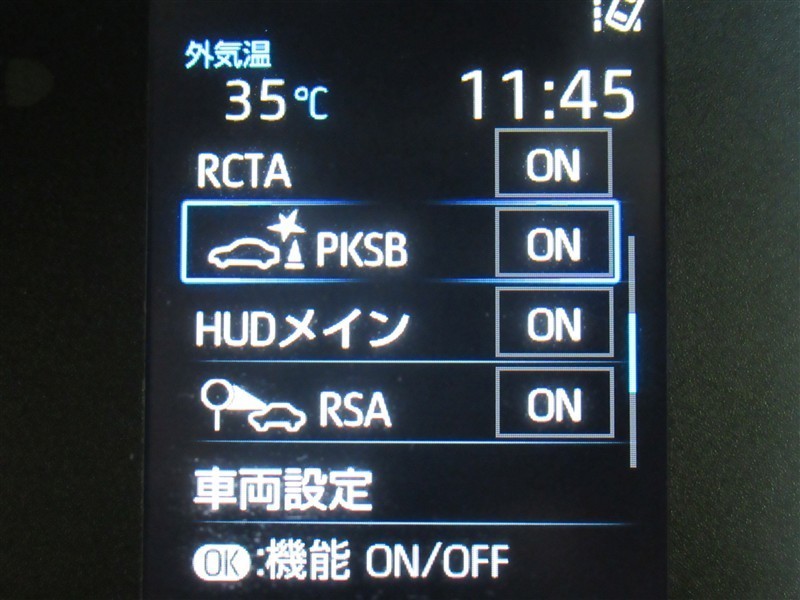 外気温
35℃ 11:45
RCTA ON
PKSB ON
HUDメイン ON
RSA ON
車両設定
OK:機能 ON/OFF